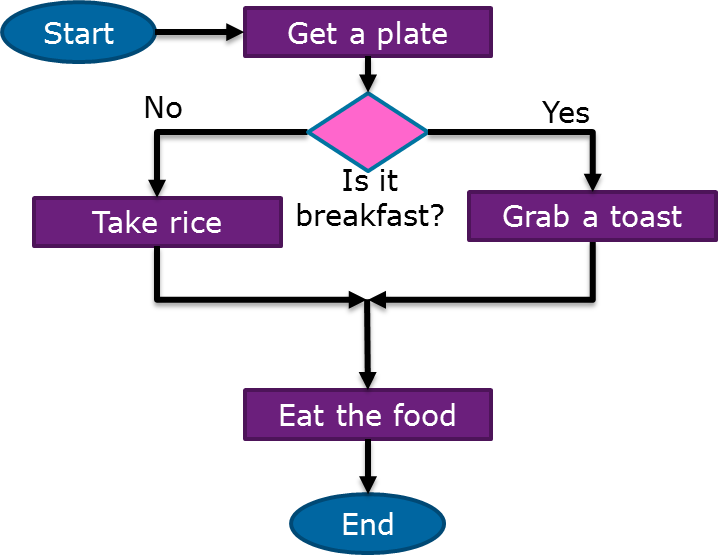 Start
Get a plate
No
Yes
Is it
breakfast?
Take rice
Grab a toast
Eat the food
End